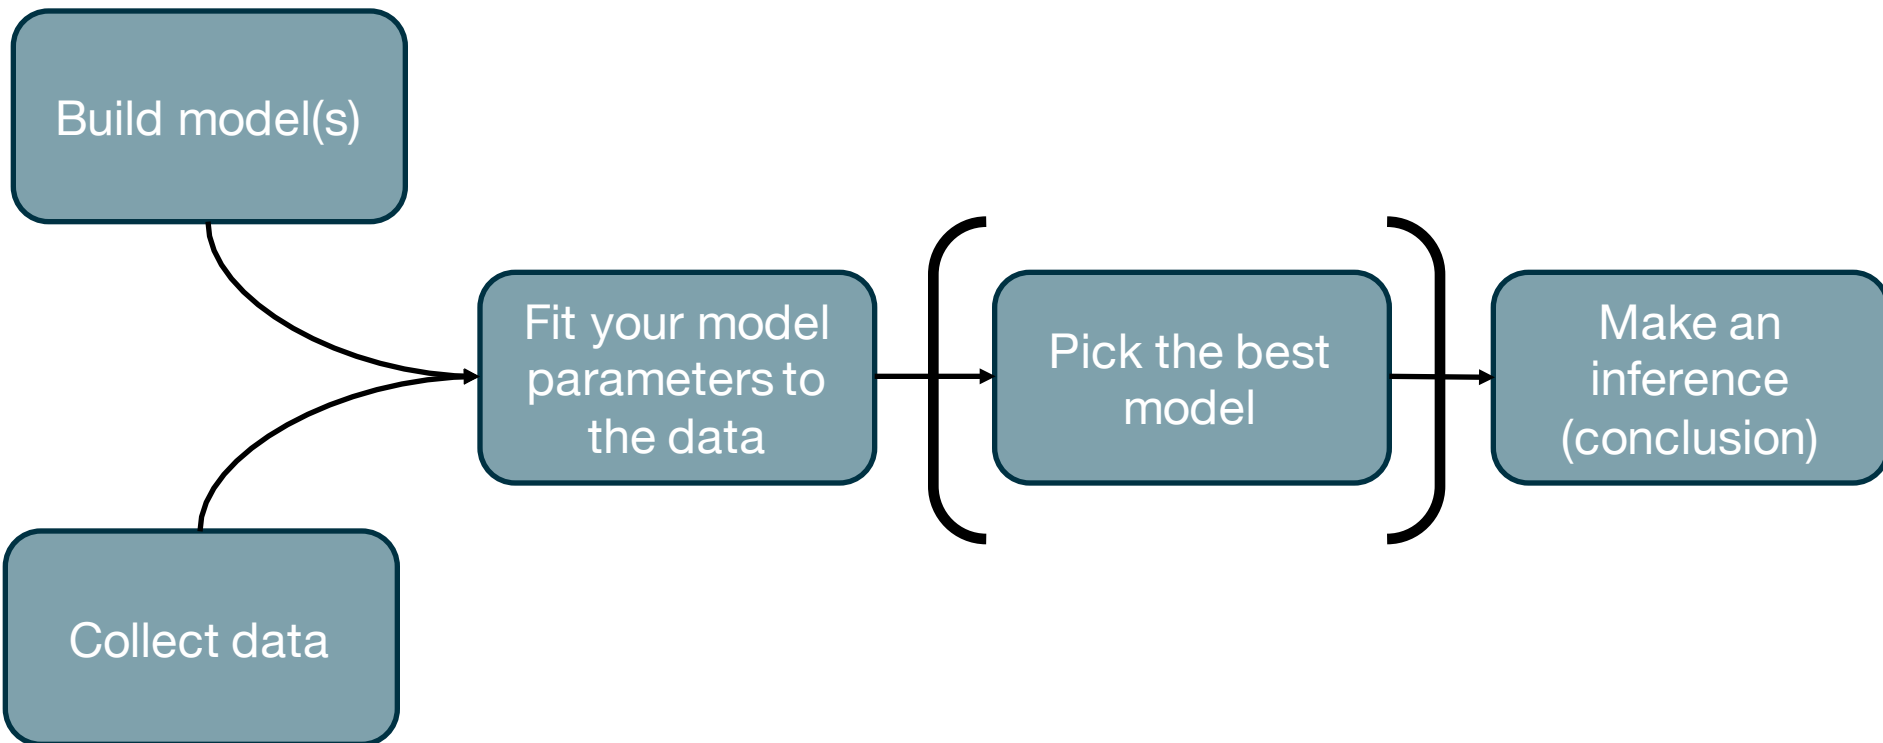 Build model(s)
Collect data
Fit your model
parameters to
the data
Pick the best
model
Make an
inference
(conclusion)